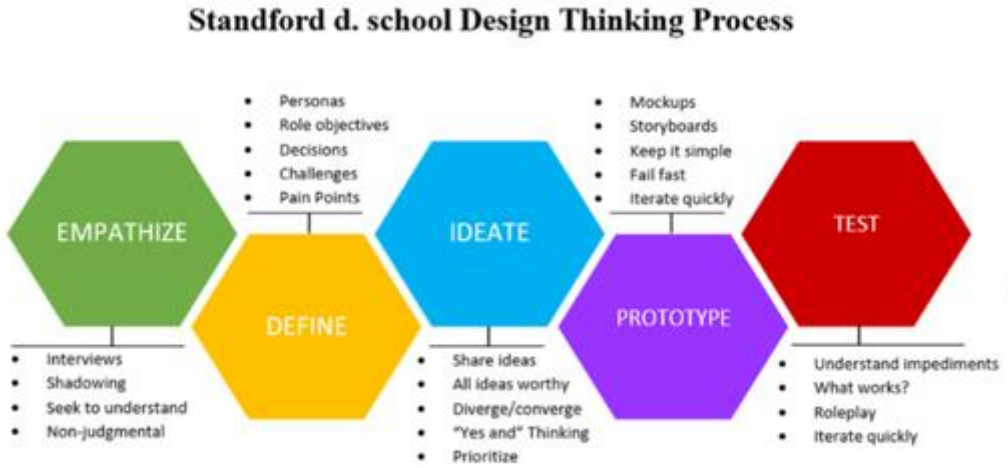 Standford d. school Design Thinking Process
EMPATHIZE
• Interviews
• Shadowing
• Seek to understand
• Non-judgmental
• Personas
• Role objectives
• Decisions
• Challenges
• Pain Points
DEFINE
IDEATE
• Share ideas
• All ideas worthy
• Diverge/converge
• “Yes and” Thinking
• Prioritize
• Mockups
• Storyboards
• Keep it simple
• Fail fast
• Iterate quickly
PROTOTYPE
TEST
• Understand impediments
• What works?
• Roleplay
• Iterate quickly